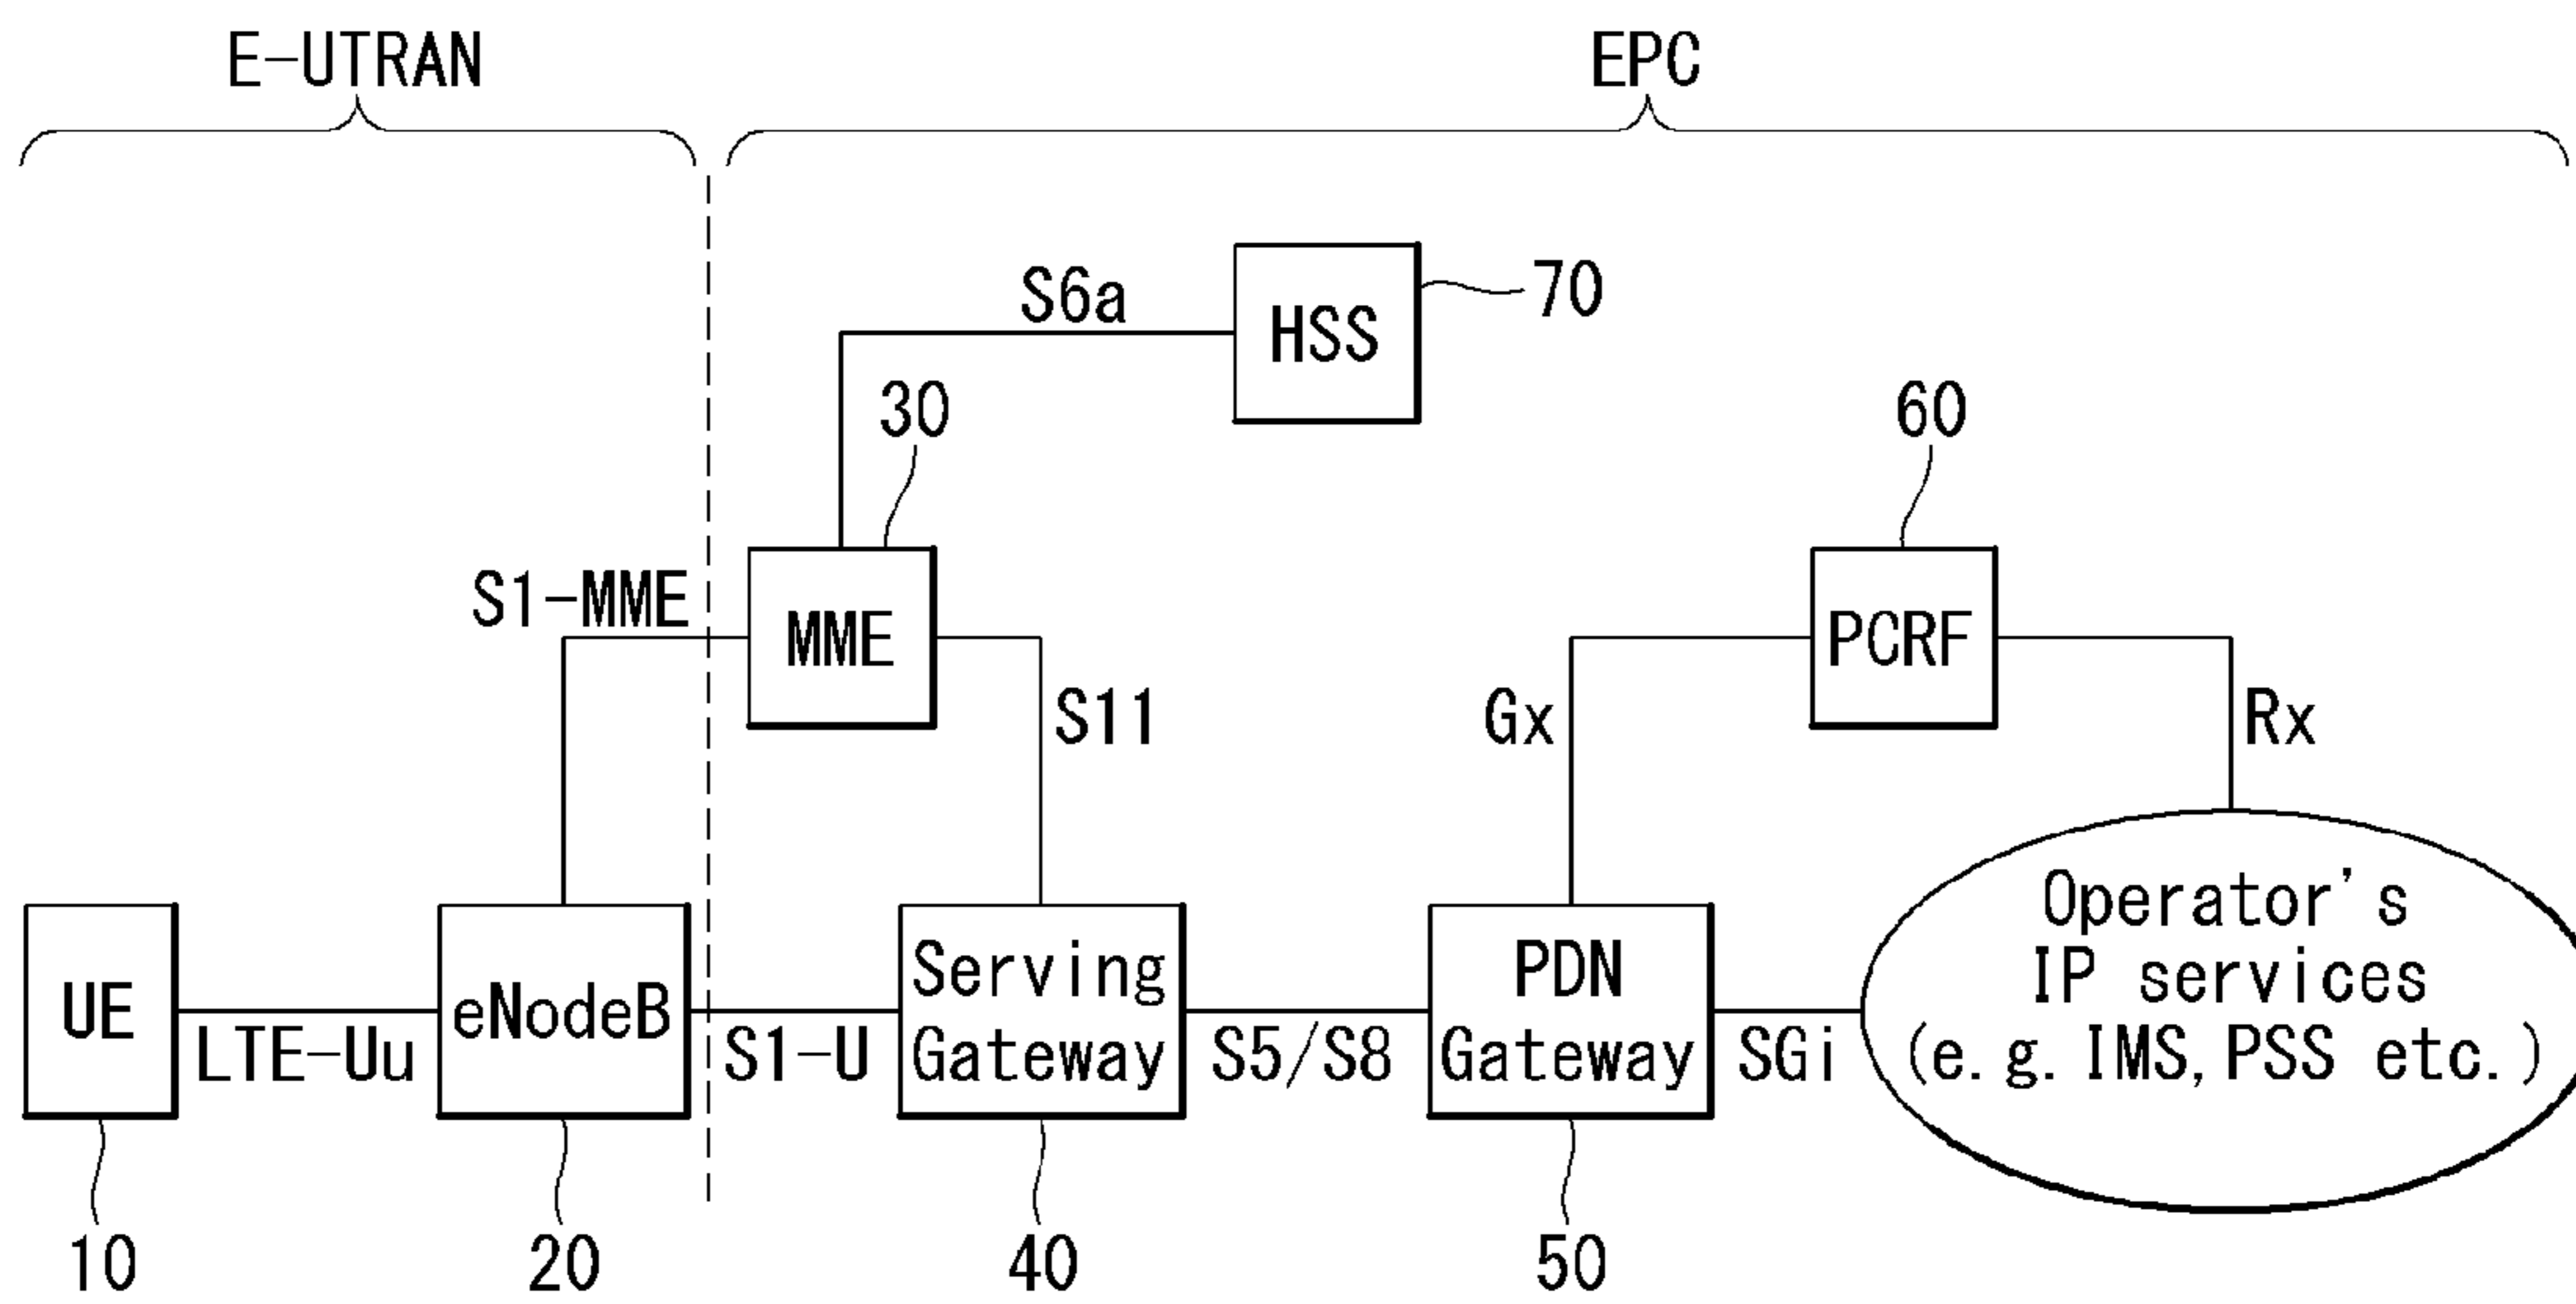 E-UTRAN
EPC
S6a
HSS
70
30
60
S1-MME
MME
PCRF
S11
Gx
Rx
UE
LTE-Uu
eNodeB
S1-U
Serving
Gateway
S5/S8
PDN
Gateway
SGi
Operator's
IP services
(e.g. IMS, PSS etc.)
10
20
40
50